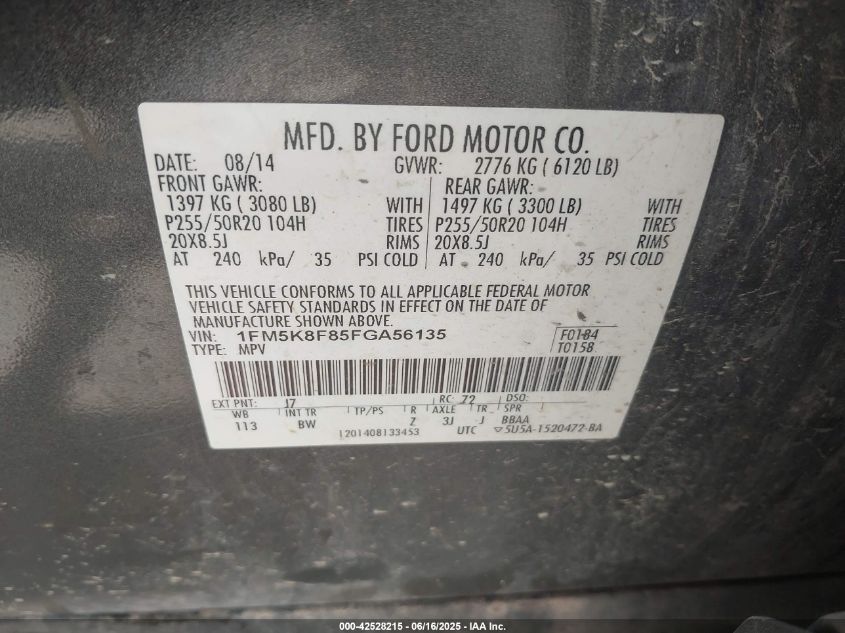 MFD. BY FORD MOTOR CO.
DATE: 08/14 GVWR: 2776 KG ( 6120 LB)
FRONT GAWR: REAR GAWR:
1397 KG ( 3080 LB) WITH 1497 KG ( 3300 LB) WITH
P255/50R20 104H TIRES P255/50R20 104H TIRES
20X8.5J RIMS 20X8.5J RIMS
AT 240 kPa/ 35 PSI COLD AT 240 kPa/ 35 PSI COLD
THIS VEHICLE CONFORMS TO ALL APPLICABLE FEDERAL MOTOR
VEHICLE SAFETY STANDARDS IN EFFECT ON THE DATE OF
MANUFACTURE SHOWN ABOVE.
VIN: 1FM5K8F85FGA56135 F0184
TYPE: MPV T0158
EXT PNT: J7 RC: 72 DSO:
WB INT TR TP/PS R AXLE TR SPR
113 BW Z 3J J BBAA
1201408133453 UTC ▽5U5A-1520472-BA
000-42528215 - 06/16/2025 - IAA Inc.